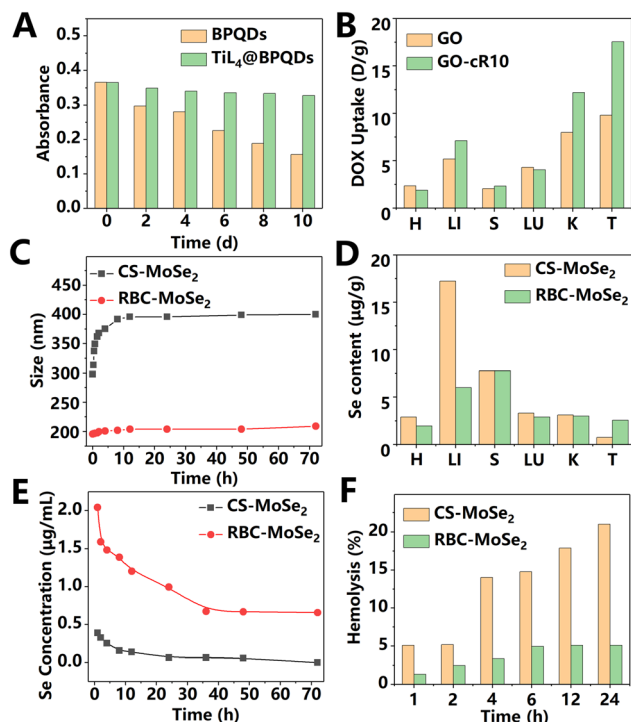 A
BPQDs
TiL4@BPQDs
Absorbance
0.5
0.4
0.3
0.2
0.1
0.0
0 2 4 6 8 10
Time (d)
B
GO
GO-cR10
DOX Uptake (D/g)
20
15
10
5
0
H LI S LU K T
C
CS-MoSe2
RBC-MoSe2
Size (nm)
450
400
350
300
250
200
0 10 20 30 40 50 60 70
Time (h)
D
CS-MoSe2
RBC-MoSe2
Se content (μg/g)
20
15
10
5
0
H LI S LU K T
E
CS-MoSe2
RBC-MoSe2
Se Concentration (μg/mL)
2.0
1.5
1.0
0.5
0.0
0 10 20 30 40 50 60 70
Time (h)
F
CS-MoSe2
RBC-MoSe2
Hemolysis (%)
20
15
10
5
0
1 2 4 6 12 24
Time (h)